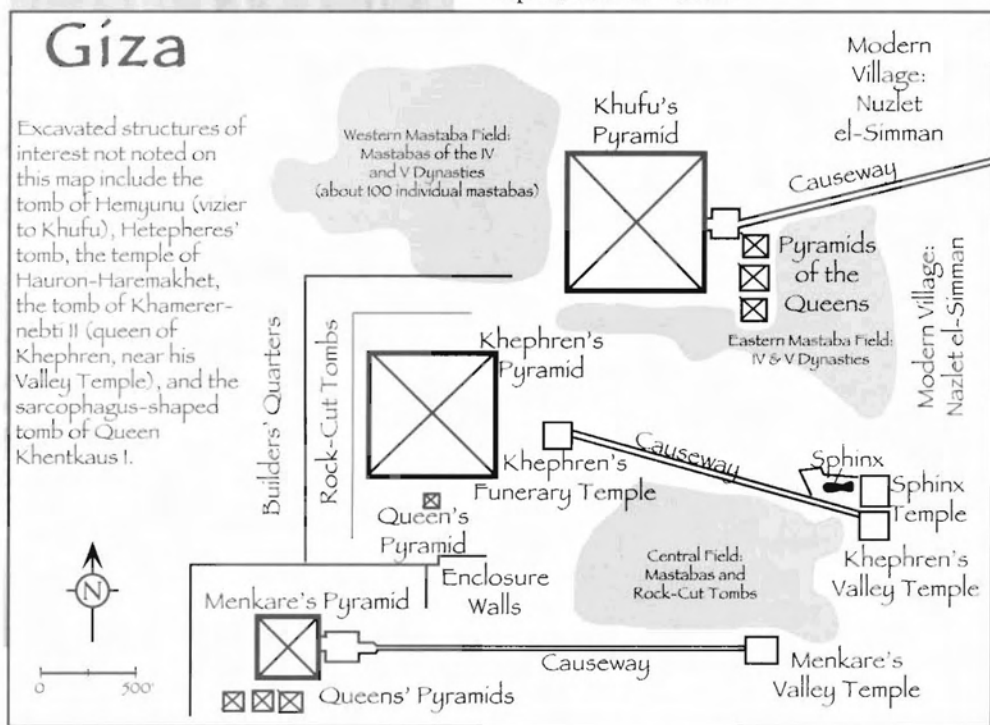 Giza
Excavated structures of
interest not noted on
this map include the
tomb of Hemyunu (vizier
to Khufu), Hetepheres'
tomb, the temple of
Hauron-Haremakhet,
the tomb of Khamerer-
nebti II (queen of
Khephren, near his
Valley Temple), and the
sarcophagus-shaped
tomb of Queen
Khentkaus I.
Western Mastaba Field:
Mastabas of the IV
and V Dynasties
(about 100 individual mastabas)
Khufu's
Pyramid
Modern
Village:
Nuzlet
el-Simman
Causeway
Pyramids
of the
Queens
Eastern Mastaba Field:
IV & V Dynasties
Modern Village:
Nazlet el-Simman
Builders' Quarters
Rock-Cut Tombs
Khephren's
Pyramid
Khephren's
Funerary Temple
Causeway
Sphinx
Sphinx
Temple
Khephren's
Valley Temple
Queen's
Pyramid
Enclosure
Walls
Central Field:
Mastabas and
Rock-Cut Tombs
N
Menkare's Pyramid
Causeway
Menkare's
Valley Temple
Queens' Pyramids
0 500'